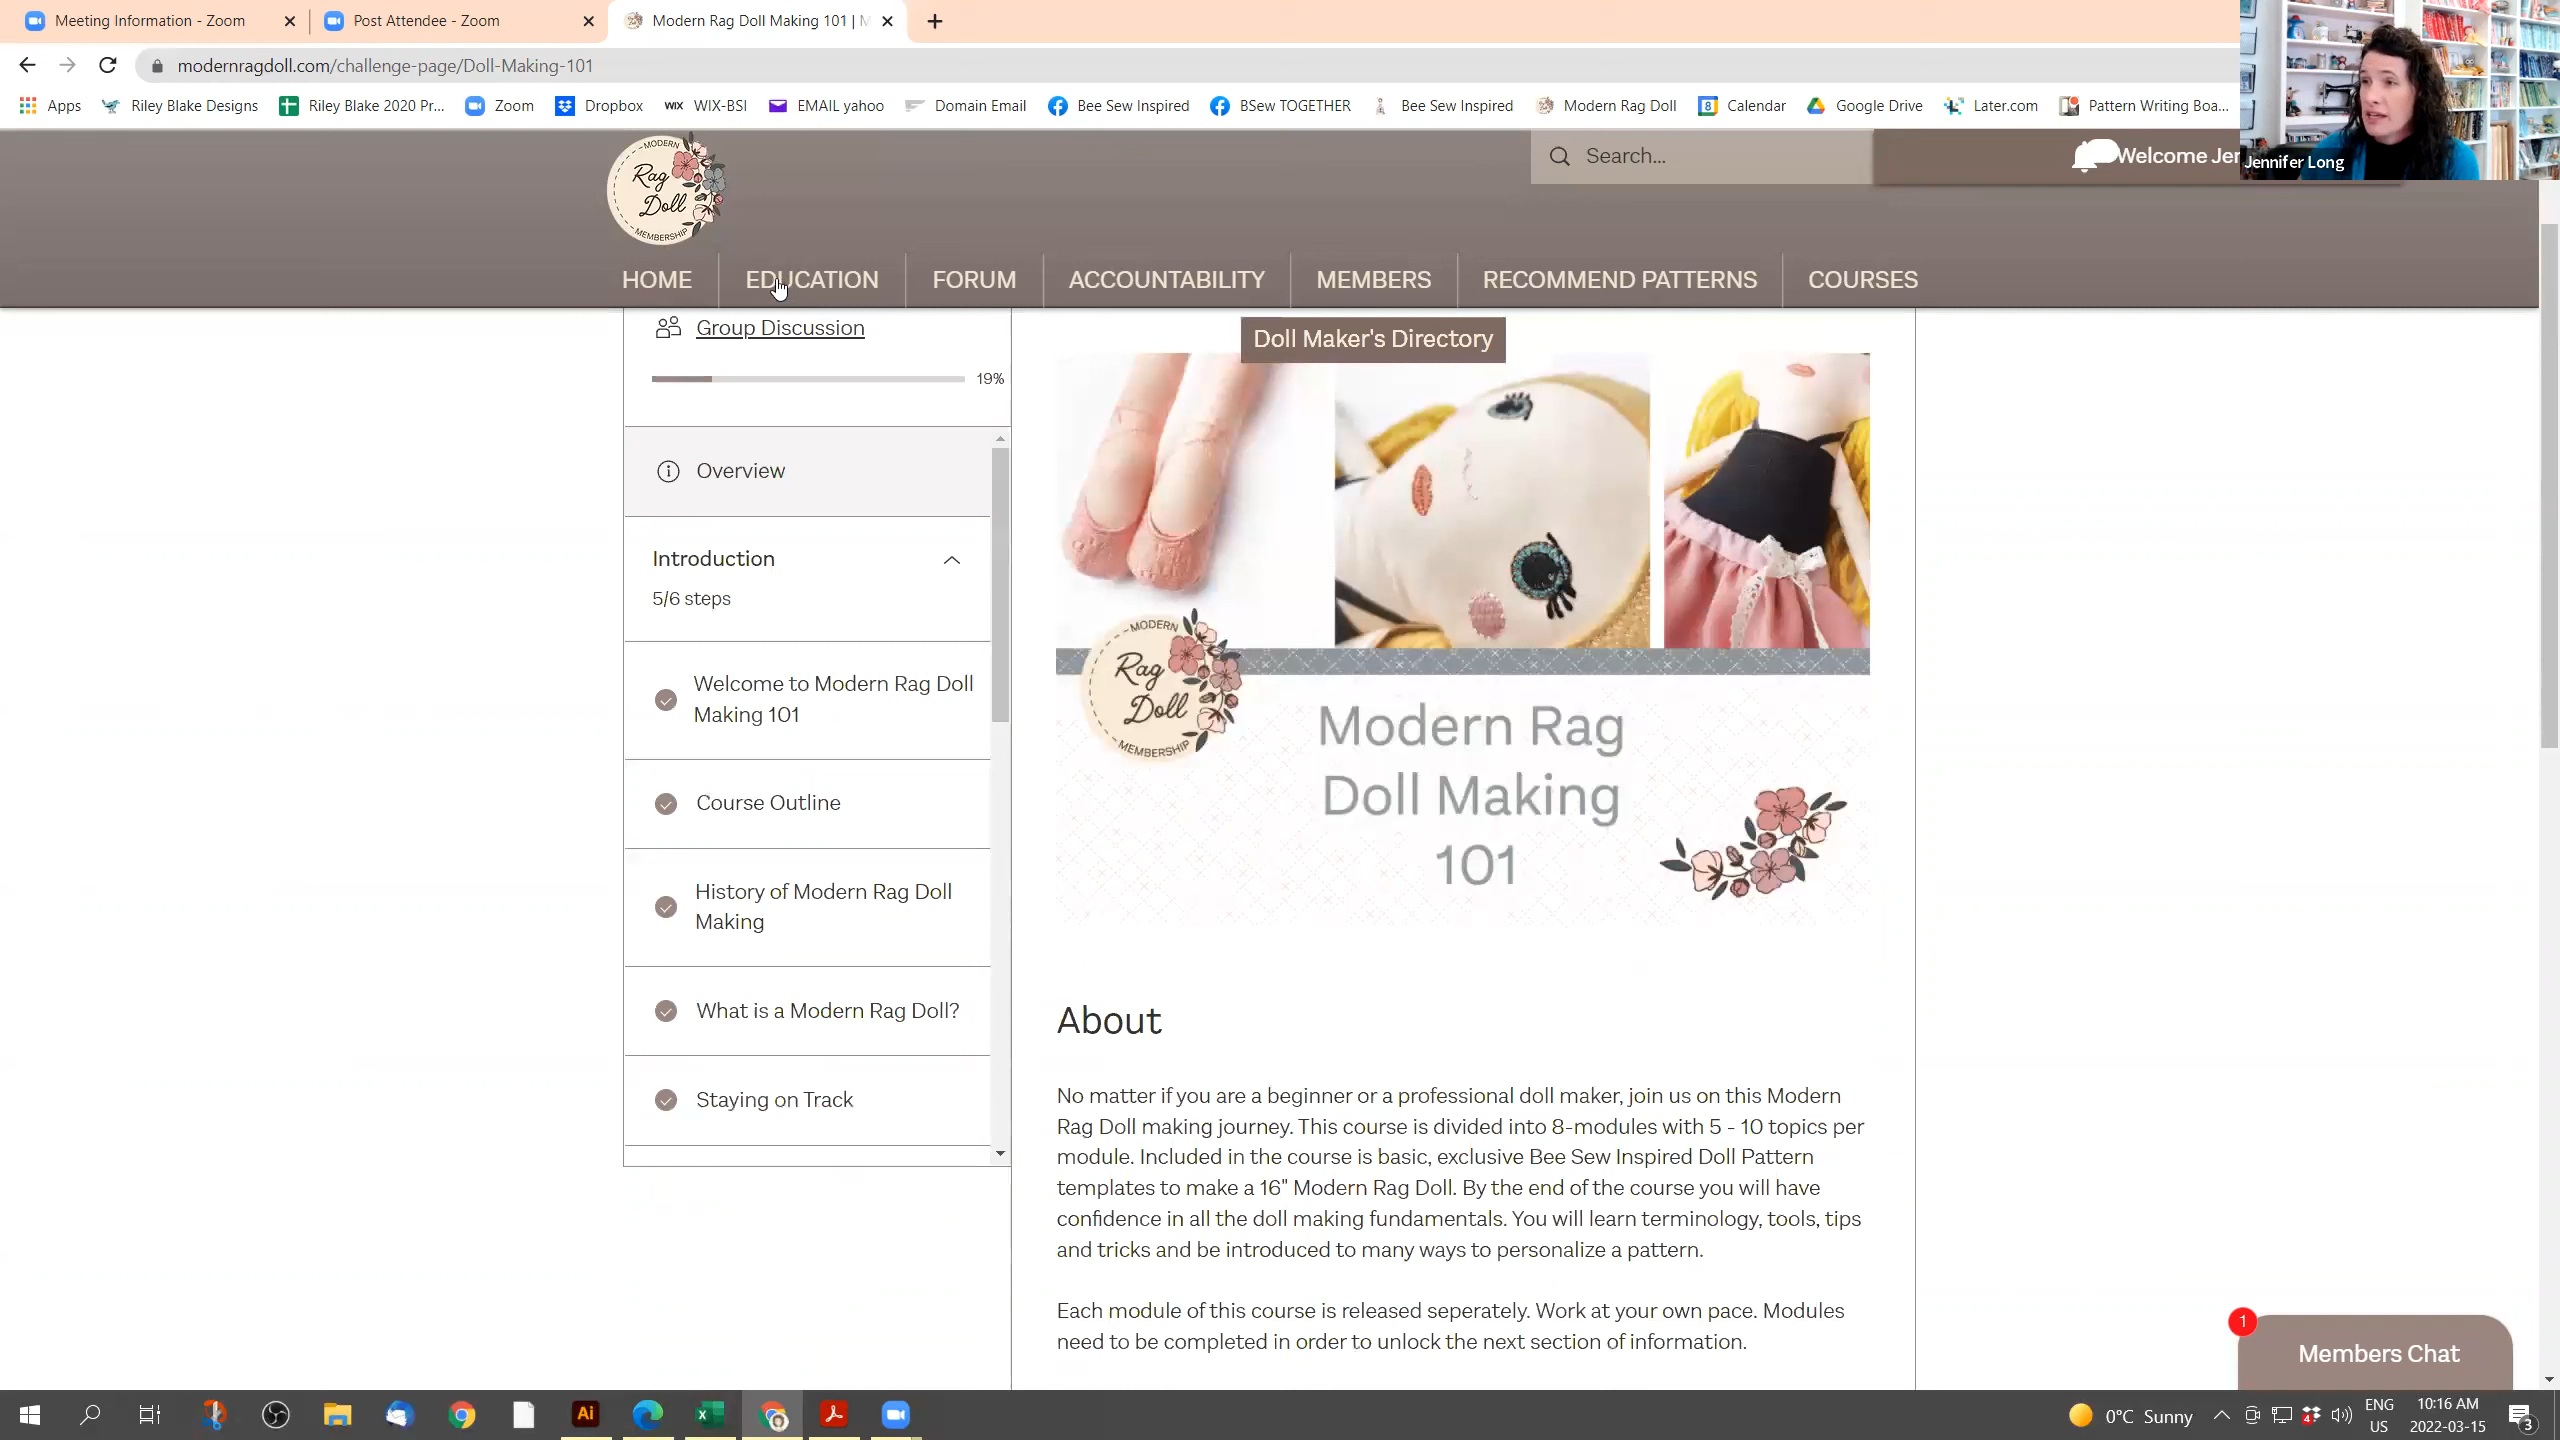 Meeting Information - Zoom
Post Attendee - Zoom
Modern Rag Doll Making 101 | M
modernragdoll.com/challenge-page/Doll-Making-101
Apps
Riley Blake Designs
Riley Blake 2020 Pr...
Zoom
Dropbox
WIX WIX-BSI
EMAIL yahoo
Domain Email
Bee Sew Inspired
BSew TOGETHER
Bee Sew Inspired
Modern Rag Doll
8 Calendar
Google Drive
Later.com
Pattern Writing Boa...
MODERN
Rag
Doll
MEMBERSHIP
Search...
Welcome Jer
Jennifer Long
HOME
EDUCATION
FORUM
ACCOUNTABILITY
MEMBERS
RECOMMEND PATTERNS
COURSES
Doll Maker's Directory
Group Discussion
19%
Overview
Introduction
5/6 steps
Welcome to Modern Rag Doll
Making 101
Course Outline
History of Modern Rag Doll
Making
What is a Modern Rag Doll?
Staying on Track
MODERN
Rag
Doll
MEMBERSHIP
Modern Rag
Doll Making
101
About
No matter if you are a beginner or a professional doll maker, join us on this Modern
Rag Doll making journey. This course is divided into 8-modules with 5 - 10 topics per
module. Included in the course is basic, exclusive Bee Sew Inspired Doll Pattern
templates to make a 16" Modern Rag Doll. By the end of the course you will have
confidence in all the doll making fundamentals. You will learn terminology, tools, tips
and tricks and be introduced to many ways to personalize a pattern.
Each module of this course is released seperately. Work at your own pace. Modules
need to be completed in order to unlock the next section of information.
1
Members Chat
Ai
0°C Sunny
4
ENG
US
10:16 AM
2022-03-15
3